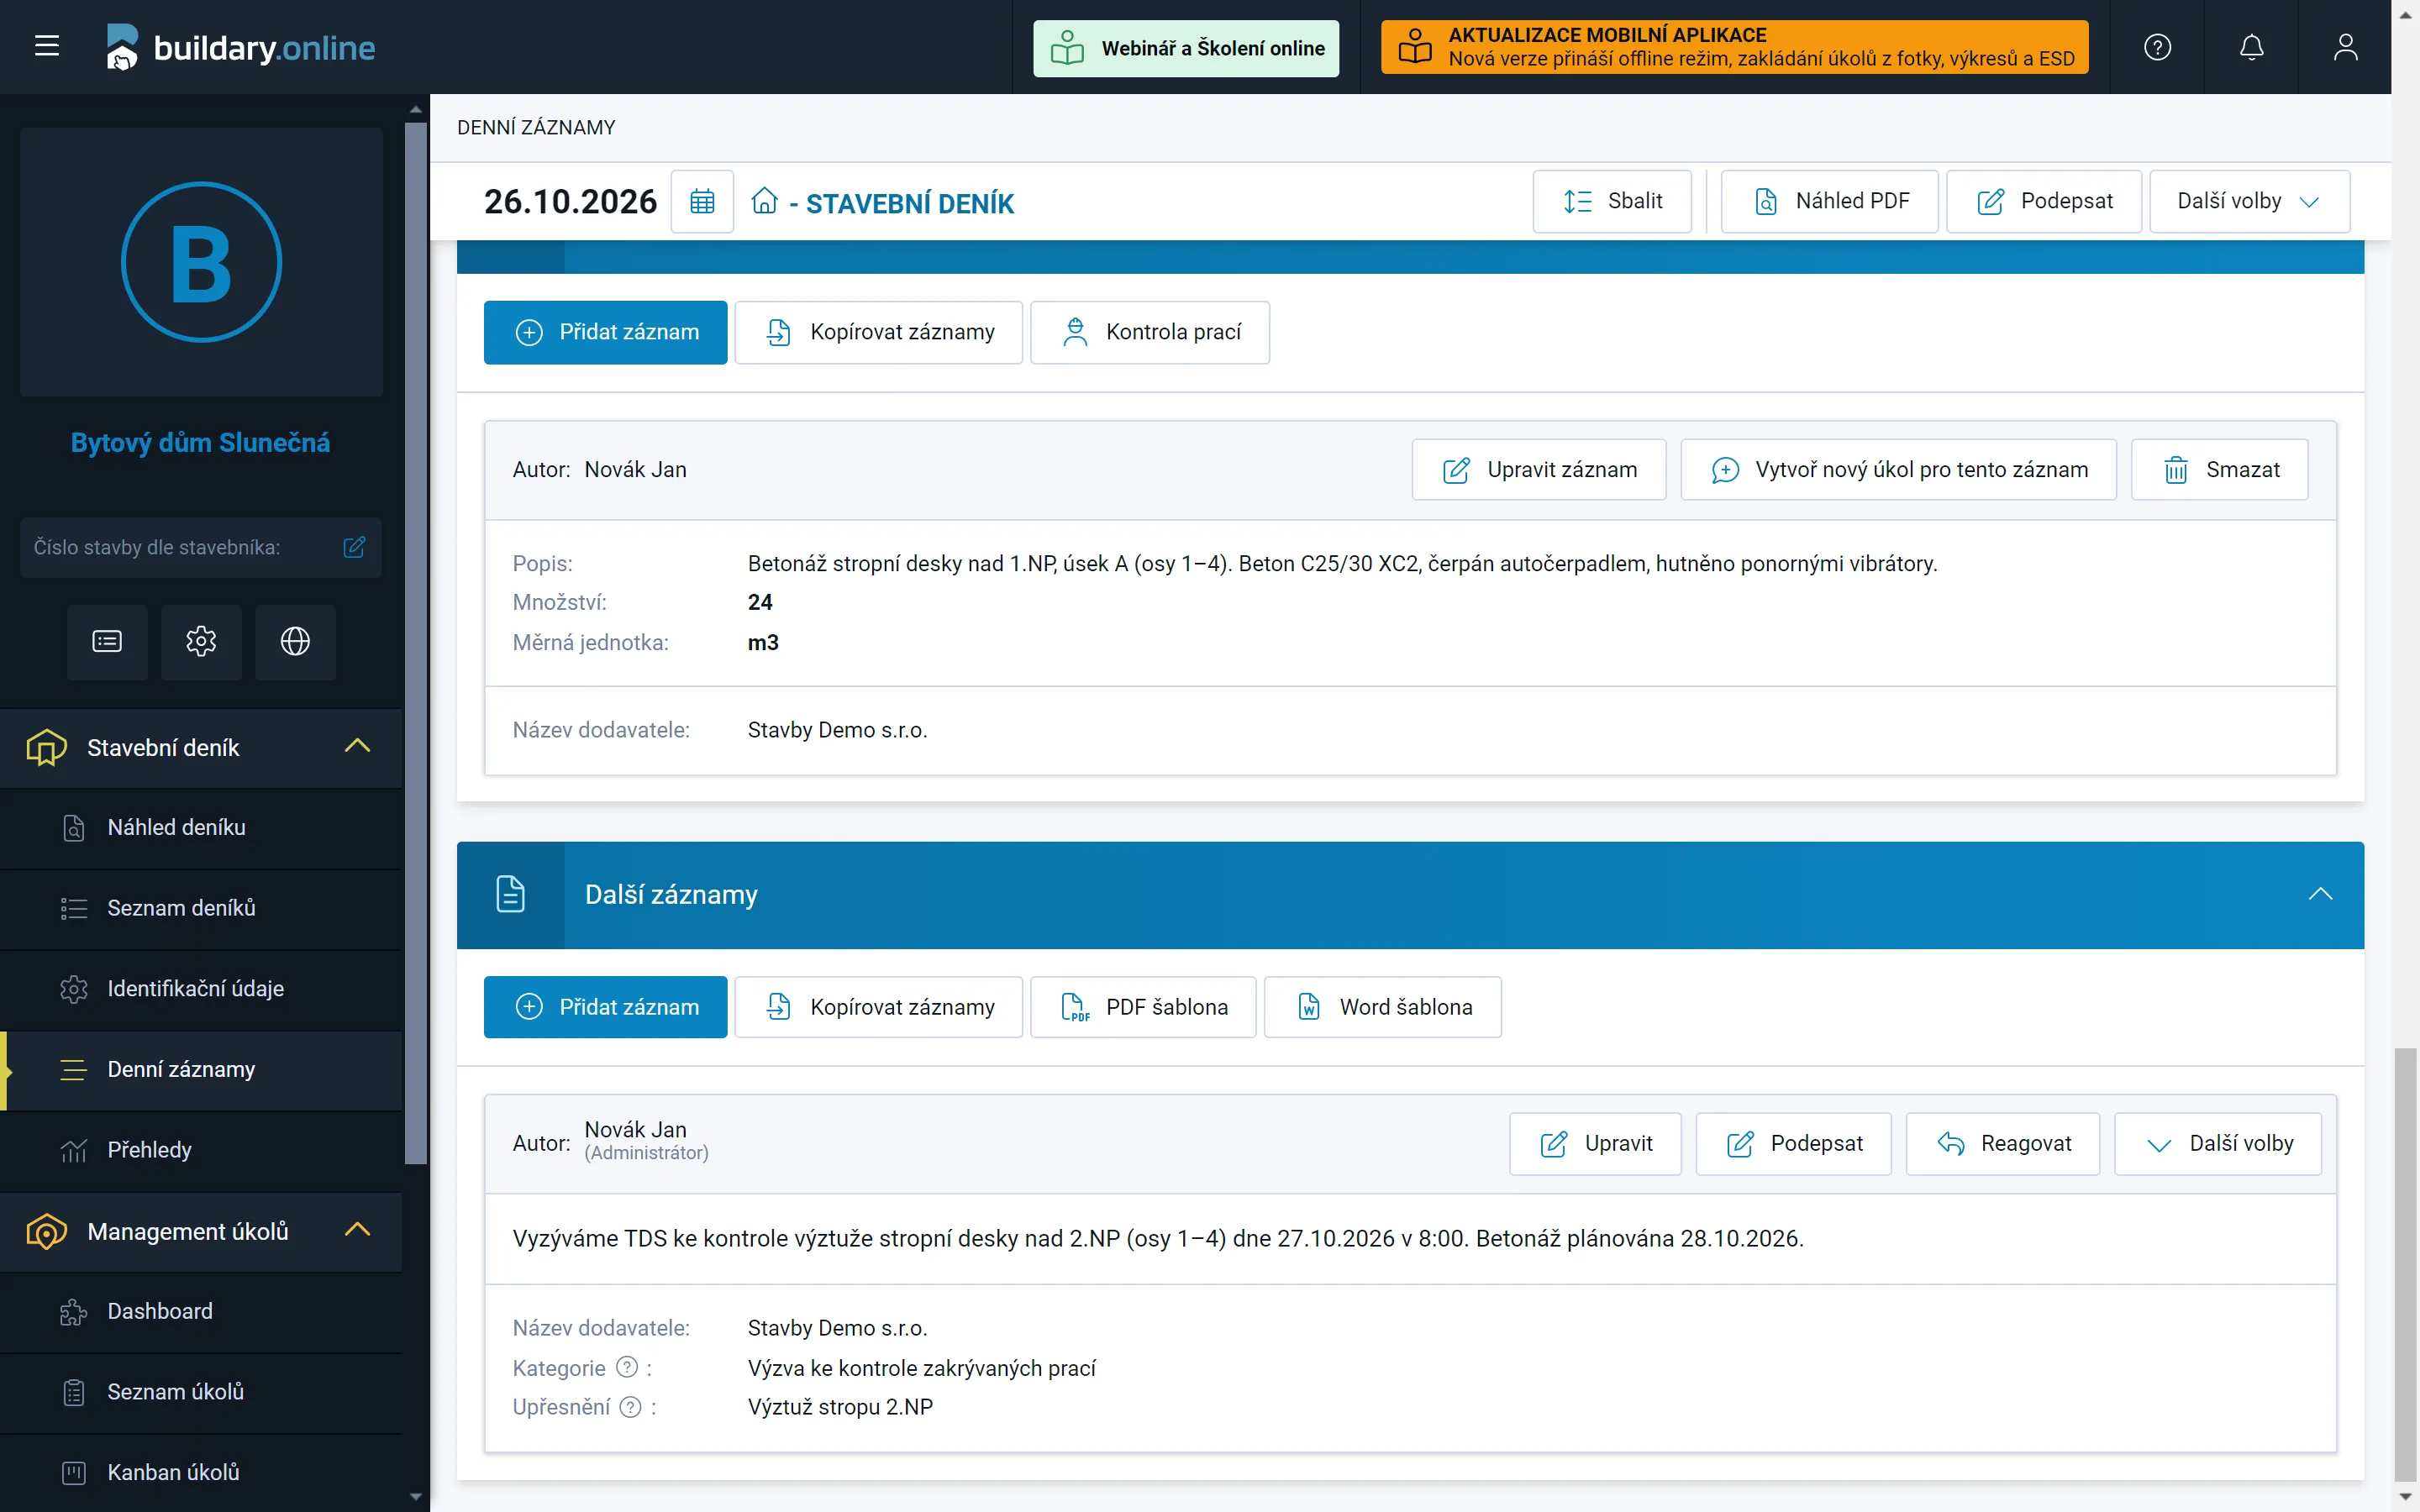 buildary.online
Webinář a Školení online
AKTUALIZACE MOBILNÍ APLIKACE
Nová verze přináší offline režim, zakládání úkolů z fotky, výkresů a ESD
B
Bytový dům Slunečná
Číslo stavby dle stavebníka:
Stavební deník
Náhled deníku
Seznam deníků
Identifikační údaje
Denní záznamy
Přehledy
Management úkolů
Dashboard
Seznam úkolů
Kanban úkolů
DENNÍ ZÁZNAMY
26.10.2026 - STAVEBNÍ DENÍK Sbalit Náhled PDF Podepsat Další volby
Přidat záznam Kopírovat záznamy Kontrola prací
Autor: Novák Jan Upravit záznam Vytvoř nový úkol pro tento záznam Smazat
Popis: Betonáž stropní desky nad 1.NP, úsek A (osy 1–4). Beton C25/30 XC2, čerpán autočerpadlem, hutněno ponornými vibrátory.
Množství: 24
Měrná jednotka: m3
Název dodavatele: Stavby Demo s.r.o.
Další záznamy
Přidat záznam Kopírovat záznamy PDF PDF šablona W Word šablona
Autor: Novák Jan
(Administrátor)
Upravit Podepsat Reagovat Další volby
Vyzýváme TDS ke kontrole výztuže stropní desky nad 2.NP (osy 1–4) dne 27.10.2026 v 8:00. Betonáž plánována 28.10.2026.
Název dodavatele: Stavby Demo s.r.o.
Kategorie ? : Výzva ke kontrole zakrývaných prací
Upřesnění ? : Výztuž stropu 2.NP